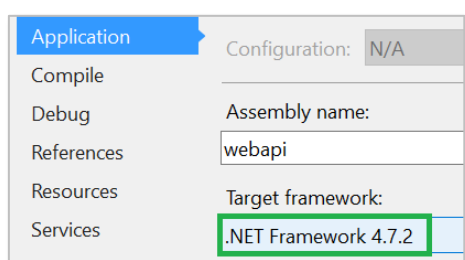 Application
Compile
Debug
References
Resources
Services
Configuration: N/A
Assembly name:
webapi
Target framework:
.NET Framework 4.7.2